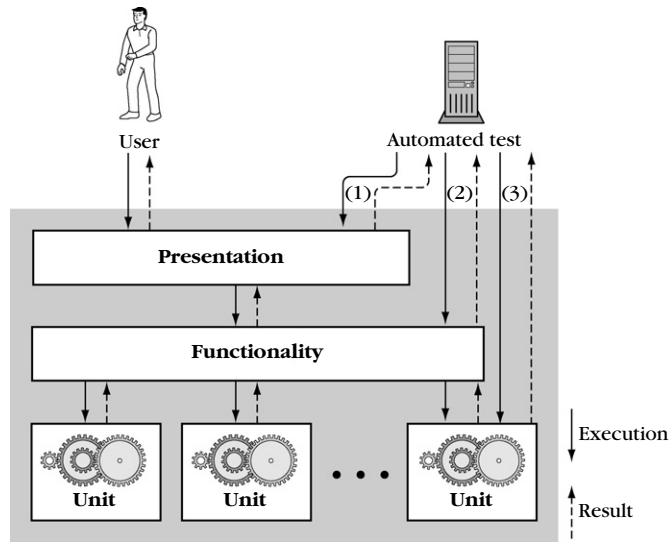 User
Automated test
(1)
(2)
(3)
Presentation
Functionality
Unit
Unit
Unit
Execution
Result